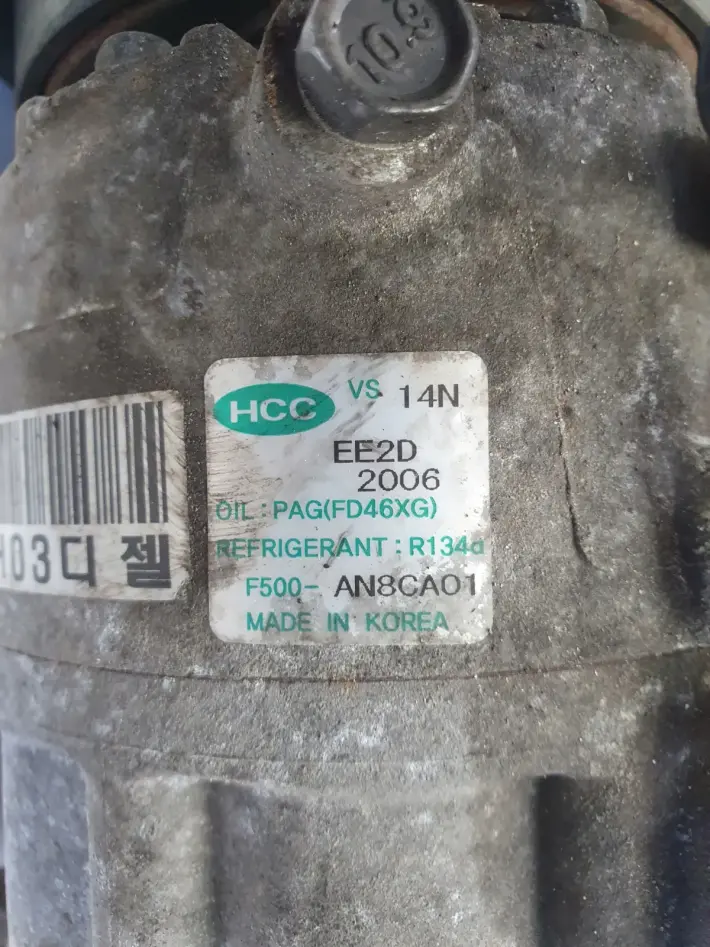 10.9
HCC VS 14N
EE2D
2006
OIL : PAG(FD46XG)
REFRIGERANT : R134a
F500- AN8CA01
MADE IN KOREA
H03디 젤